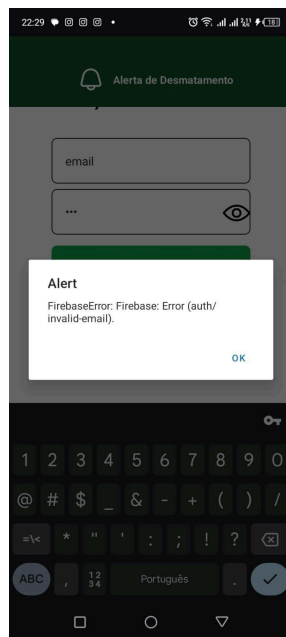 22:29
Alerta de Desmatamento
email
•••
Alert
FirebaseError: Firebase: Error (auth/
invalid-email).
OK
1 2 3 4 5 6 7 8 9 0
@ # $ _ & - + ( ) /
=\< * " ' : ; ! ?
ABC , 12 34 Português .